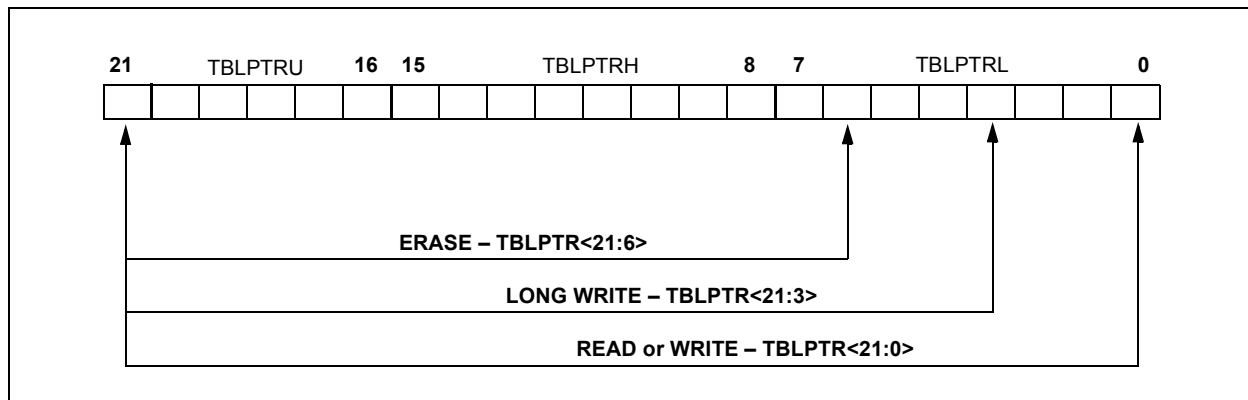 21 TBLPTRU 16 15 TBLPTRH 8 7 TBLPTRL 0
ERASE – TBLPTR<21:6>
LONG WRITE – TBLPTR<21:3>
READ or WRITE – TBLPTR<21:0>